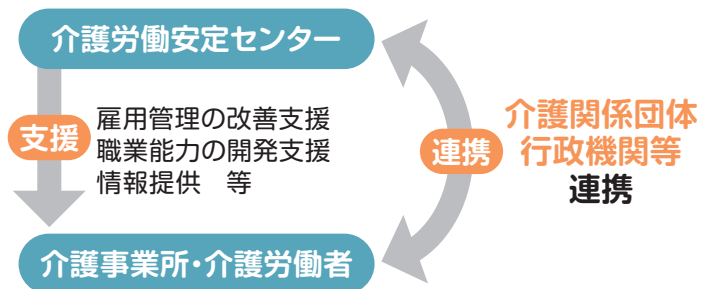 介護労働安定センター
支援
雇用管理の改善支援
職業能力の開発支援
情報提供　等
連携
介護関係団体
行政機関等
連携
介護事業所・介護労働者